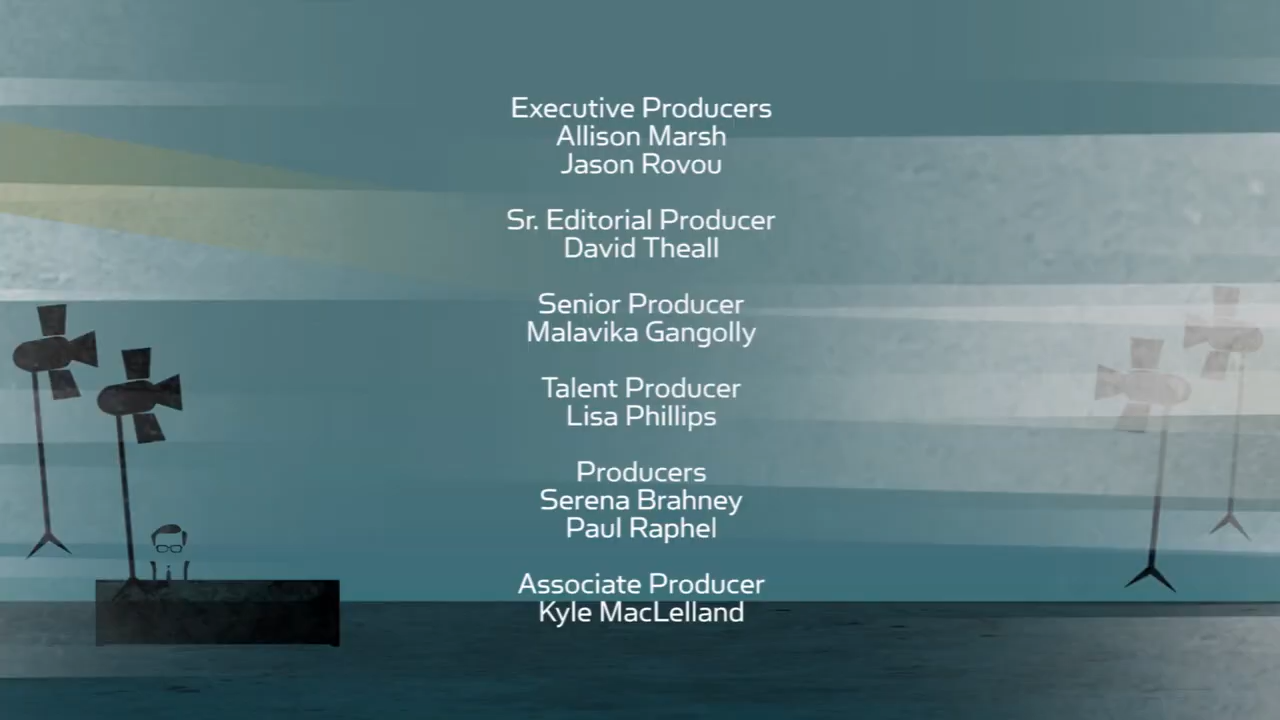 Executive Producers
Allison Marsh
Jason Rovou
Sr. Editorial Producer
David Theall
Senior Producer
Malavika Gangolly
Talent Producer
Lisa Phillips
Producers
Serena Brahney
Paul Raphel
Associate Producer
Kyle MacLelland